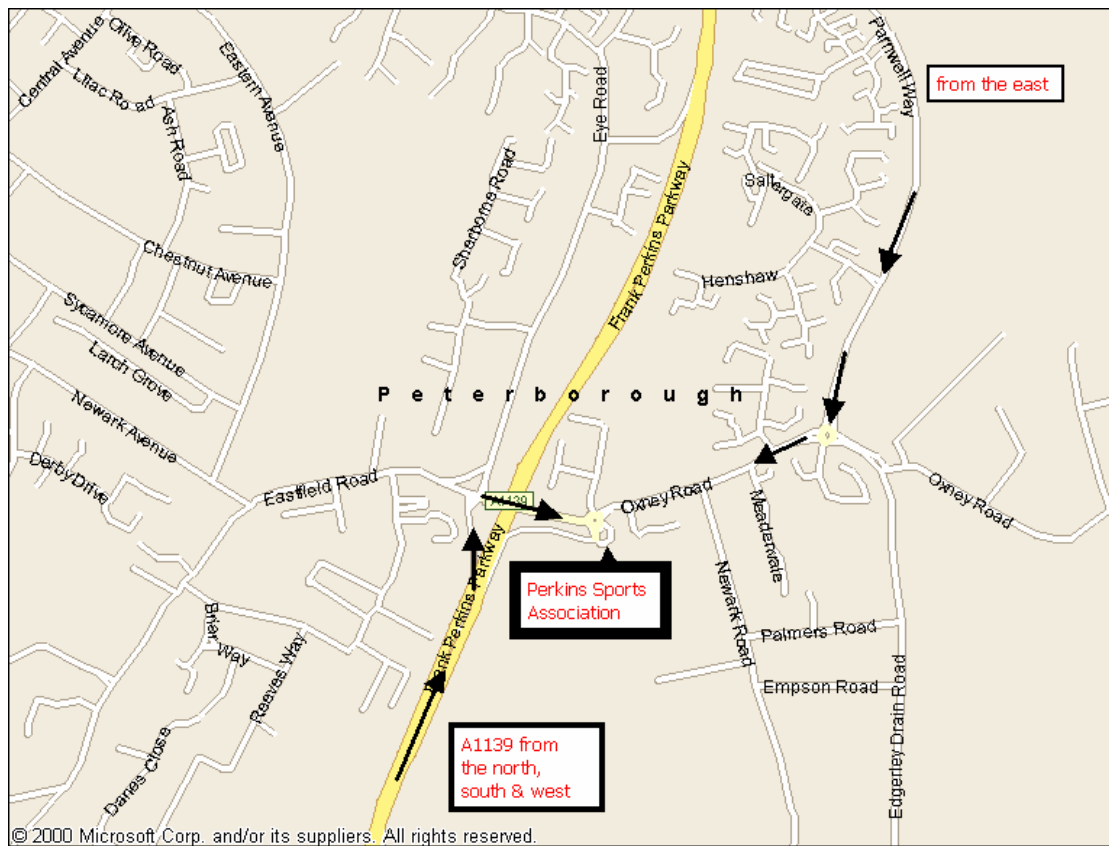 Central Avenue
Olive Road
Lilac Road
Ash Road
Eastern Avenue
Eye Road
Parnwell Way
from the east
Sherborne Road
Saltergate
Frank Perkins Parkway
Henshaw
Chestnut Avenue
Sycamore Avenue
Larch Grove
Peterborough
Newark Avenue
Derby Drive
Eastfield Road
A1139
Oxney Road
Oxney Road
Meadenvale
Frank Perkins Parkway
Perkins Sports
Association
Newark Road
Briar Way
Reeves Way
Palmers Road
Empson Road
Edgerley Drain Road
A1139 from
the north,
south & west
Danes Close
© 2000 Microsoft Corp. and/or its suppliers. All rights reserved.